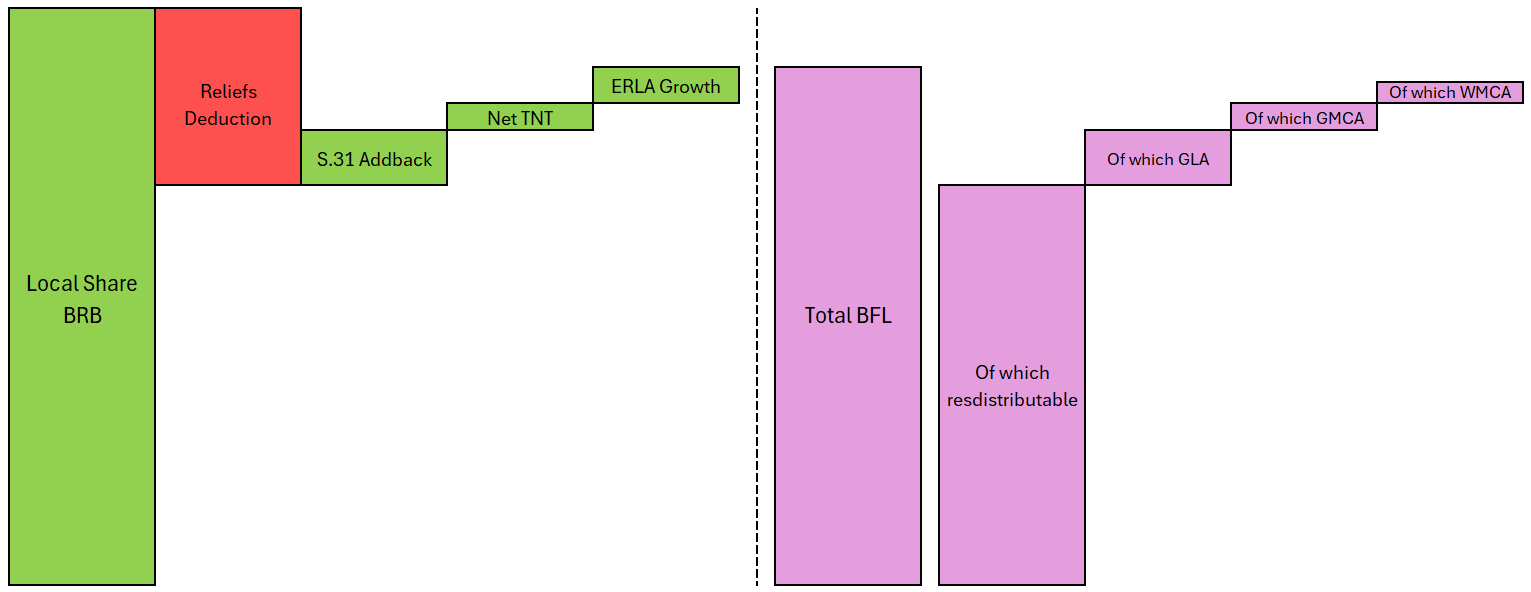 Local Share
BRB
Reliefs
Deduction
S.31 Addback
Net TNT
ERLA Growth
Total BFL
Of which
resdistributable
Of which GLA
Of which GMCA
Of which WMCA